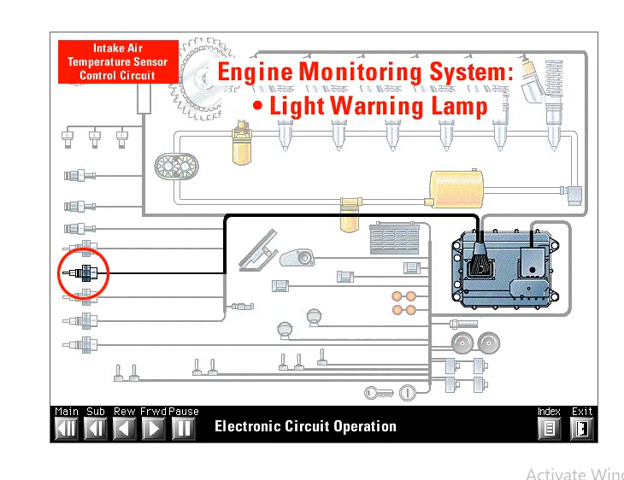 Intake Air
Temperature Sensor
Control Circuit
Engine Monitoring System:
• Light Warning Lamp
Main Sub Rew Frwd Pause
Electronic Circuit Operation
Index Exit
Activate Win